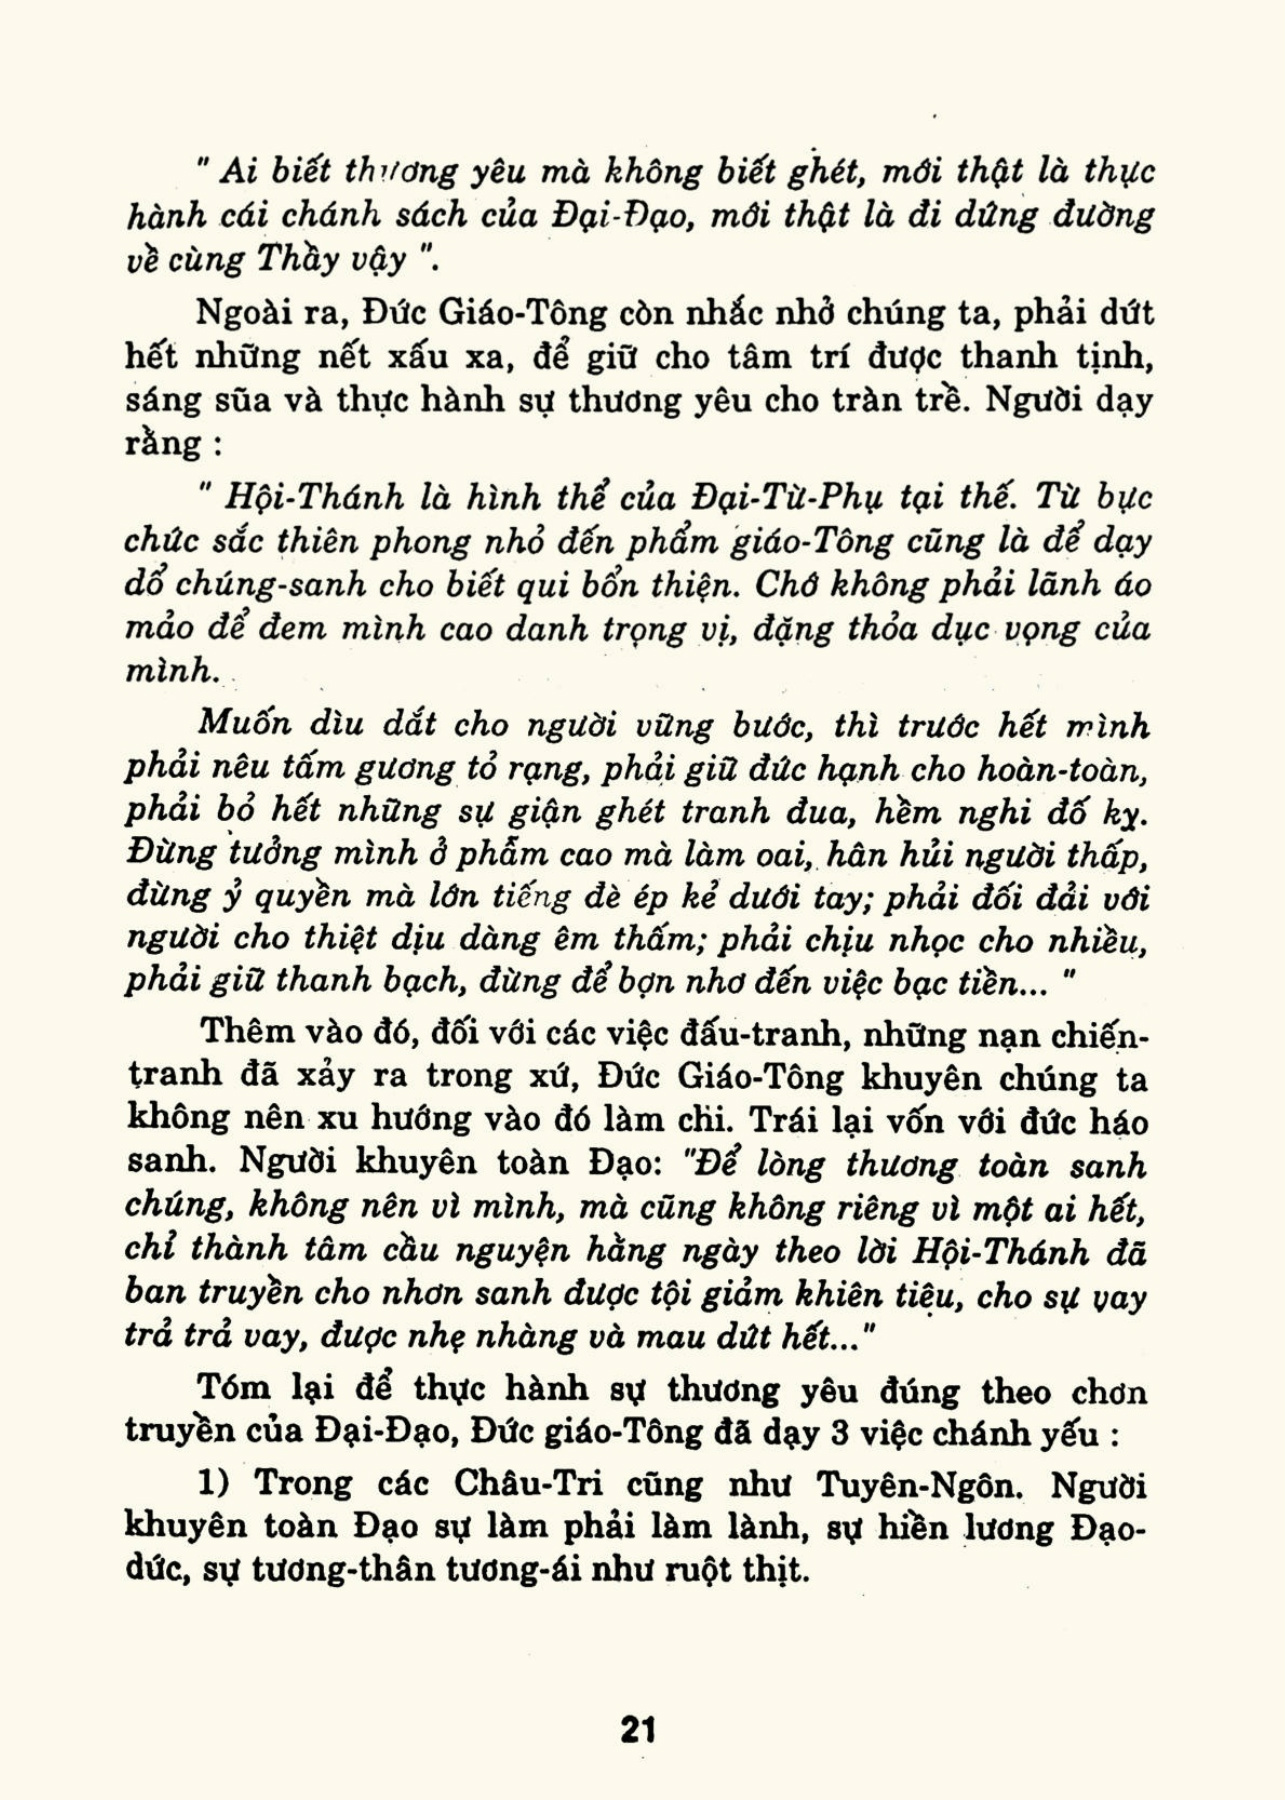 " Ai biết thương yêu mà không biết ghét, mới thật là thực
hành cái chánh sách của Đại-Đạo, mới thật là đi dứng đường
về cùng Thầy vậy ".
Ngoài ra, Đức Giáo-Tông còn nhắc nhở chúng ta, phải dứt
hết những nết xấu xa, để giữ cho tâm trí được thanh tịnh,
sáng sũa và thực hành sự thương yêu cho tràn trề. Người dạy
rằng :
" Hội-Thánh là hình thể của Đại-Từ-Phụ tại thế. Từ bực
chức sắc thiên phong nhỏ đến phẩm giáo-Tông cũng là để dạy
dổ chúng-sanh cho biết qui bổn thiện. Chớ không phải lãnh áo
mảo để đem mình cao danh trọng vị, đặng thỏa dục vọng của
mình.
Muốn dìu dắt cho người vững bước, thì trước hết mình
phải nêu tấm gương tỏ rạng, phải giữ đức hạnh cho hoàn-toàn,
phải bỏ hết những sự giận ghét tranh đua, hềm nghi đố kỵ.
Đừng tưởng mình ở phẫm cao mà làm oai, hân hủi người thấp,
đừng ỷ quyền mà lớn tiếng đè ép kẻ dưới tay; phải đối đải với
người cho thiệt dịu dàng êm thấm; phải chịu nhọc cho nhiều,
phải giữ thanh bạch, đừng để bợn nhơ đến việc bạc tiền... "
Thêm vào đó, đối với các việc đấu-tranh, những nạn chiến-
tranh đã xảy ra trong xứ, Đức Giáo-Tông khuyên chúng ta
không nên xu hướng vào đó làm chi. Trái lại vốn với đức háo
sanh. Người khuyên toàn Đạo: "Để lòng thương toàn sanh
chúng, không nên vì mình, mà cũng không riêng vì một ai hết,
chỉ thành tâm cầu nguyện hằng ngày theo lời Hội-Thánh đã
ban truyền cho nhơn sanh được tội giảm khiên tiệu, cho sự vay
trả trả vay, được nhẹ nhàng và mau dứt hết..."
Tóm lại để thực hành sự thương yêu đúng theo chơn
truyền của Đại-Đạo, Đức giáo-Tông đã dạy 3 việc chánh yếu :
1) Trong các Châu-Tri cũng như Tuyên-Ngôn. Người
khuyên toàn Đạo sự làm phải làm lành, sự hiền lương Đạo-
dức, sự tương-thân tương-ái như ruột thịt.
21